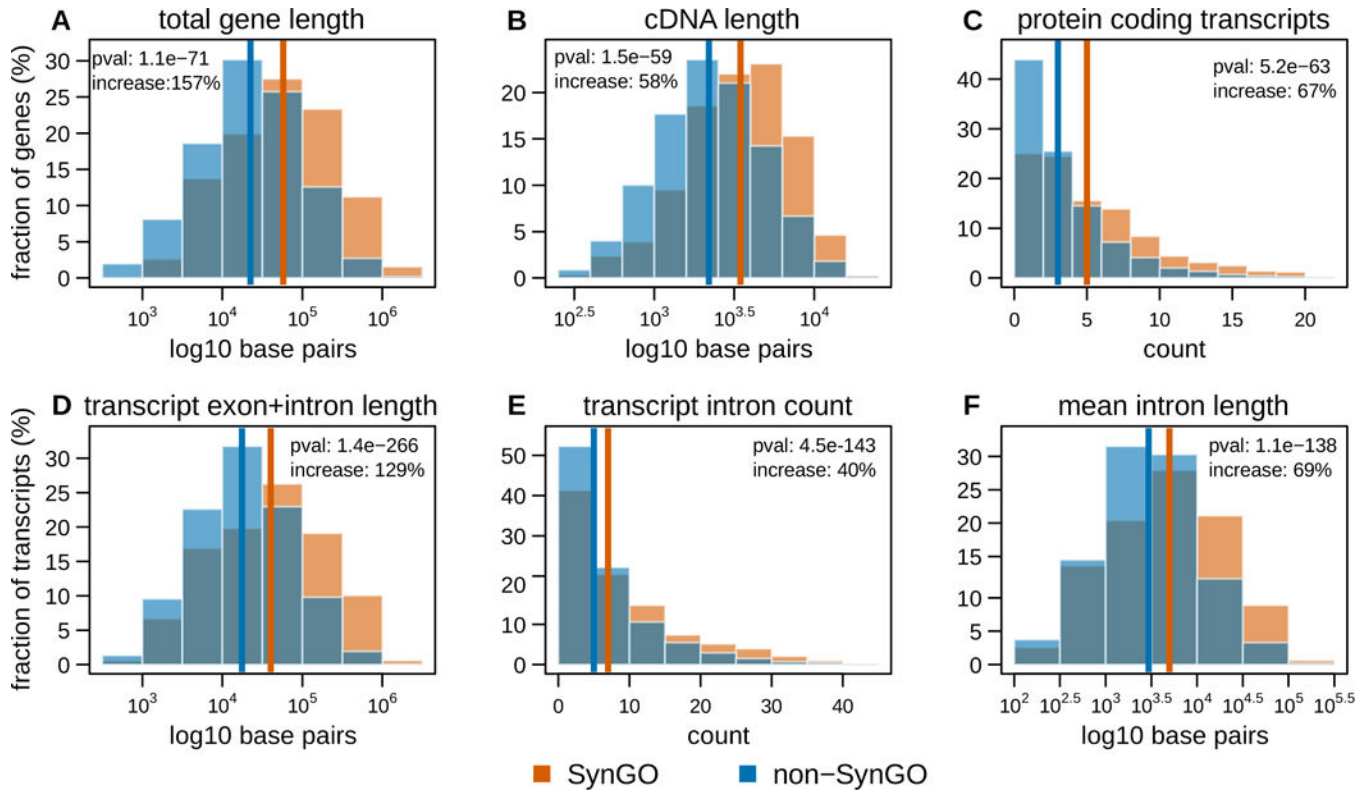 A total gene length
pval: 1.1e−71
increase:157%
fraction of genes (%)
30
25
20
15
10
5
0
10^3 10^4 10^5 10^6
log10 base pairs
B cDNA length
pval: 1.5e−59
increase: 58%
20
15
10
5
0
10^2.5 10^3 10^3.5 10^4
log10 base pairs
C protein coding transcripts
pval: 5.2e−63
increase: 67%
40
30
20
10
0
0 5 10 15 20
count
D transcript exon+intron length
pval: 1.4e−266
increase: 129%
fraction of transcripts (%)
30
25
20
15
10
5
0
10^3 10^4 10^5 10^6
log10 base pairs
E transcript intron count
pval: 4.5e-143
increase: 40%
50
40
30
20
10
0
0 10 20 30 40
count
F mean intron length
pval: 1.1e−138
increase: 69%
30
25
20
15
10
5
0
10^2 10^2.5 10^3 10^3.5 10^4 10^4.5 10^5 10^5.5
log10 base pairs
SynGO non−SynGO